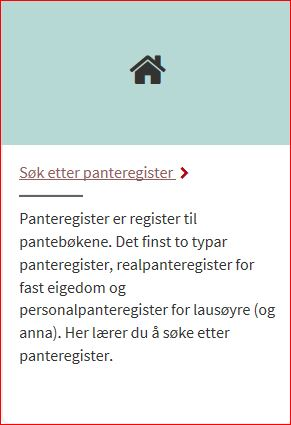 Søk etter panteregister
Panteregister er register til
pantebøkene. Det finst to typar
panteregister, realpanteregister for
fast eigedom og
personalpanteregister for lausøyre (og
anna). Her lærer du å søke etter
panteregister.